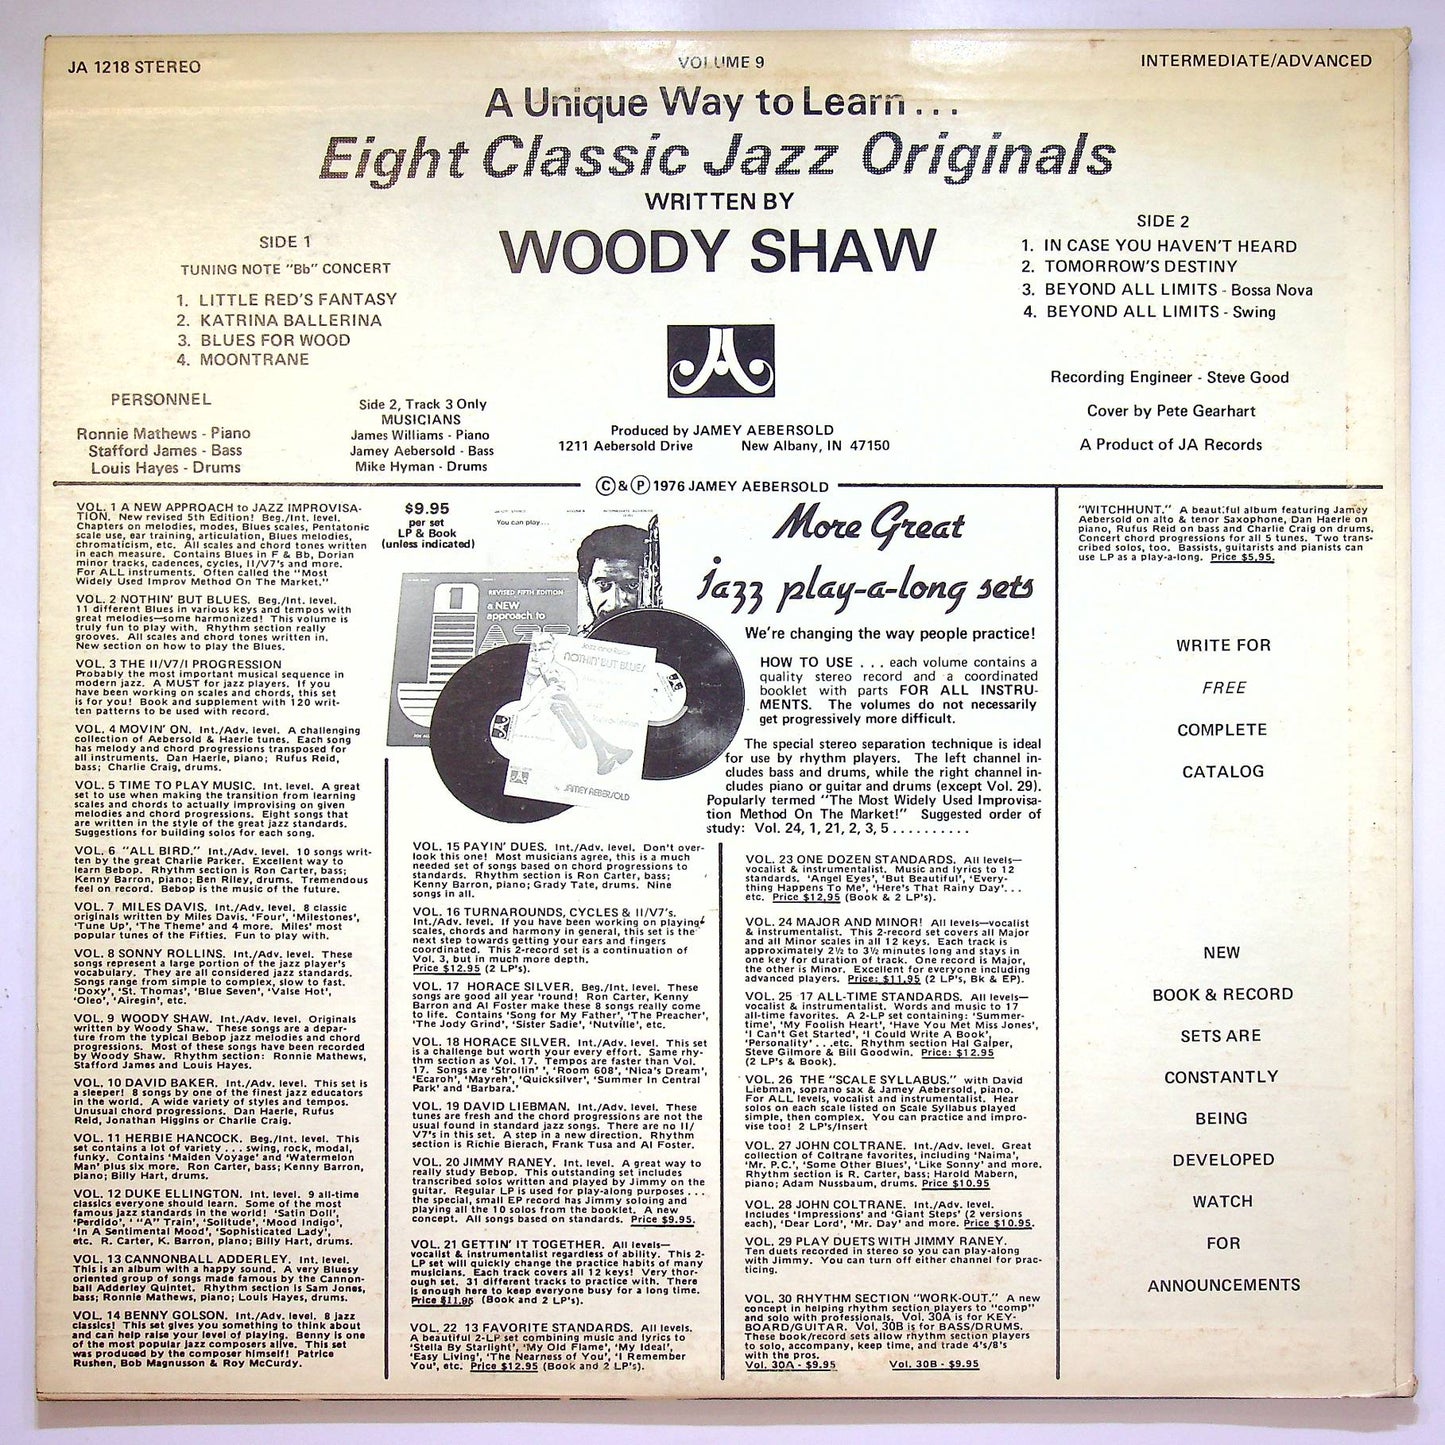 JA 1218 STEREO
VOLUME 9
INTERMEDIATE/ADVANCED
A Unique Way to Learn . . .
Eight Classic Jazz Originals
WRITTEN BY
WOODY SHAW
SIDE 1
TUNING NOTE "Bb" CONCERT
1. LITTLE RED'S FANTASY
2. KATRINA BALLERINA
3. BLUES FOR WOOD
4. MOONTRANE
SIDE 2
1. IN CASE YOU HAVEN'T HEARD
2. TOMORROW'S DESTINY
3. BEYOND ALL LIMITS - Bossa Nova
4. BEYOND ALL LIMITS - Swing
PERSONNEL
Ronnie Mathews - Piano
Stafford James - Bass
Louis Hayes - Drums
Side 2, Track 3 Only
MUSICIANS
James Williams - Piano
Jamey Aebersold - Bass
Mike Hyman - Drums
Produced by JAMEY AEBERSOLD
1211 Aebersold Drive New Albany, IN 47150
Recording Engineer - Steve Good
Cover by Pete Gearhart
A Product of JA Records
© & ℗ 1976 JAMEY AEBERSOLD
VOL. 1 A NEW APPROACH to JAZZ IMPROVISA-
TION. New revised 5th Edition! Beg./Int. level.
Chapters on melodies, modes, Blues scales, Pentatonic
scale use, ear training, articulation, Blues melodies,
chromaticism, etc. All scales and chord tones written
in each measure. Contains Blues in F & Bb, Dorian
minor tracks, cadences, cycles, II/V7's and more.
For ALL instruments. Often called the "Most
Widely Used Improv Method On The Market."
VOL. 2 NOTHIN' BUT BLUES. Beg./Int. level.
11 different Blues in various keys and tempos with
great melodies—some harmonized! This volume is
truly fun to play with. Rhythm section really
grooves. All scales and chord tones written in.
New section on how to play the Blues.
VOL. 3 THE II/V7/I PROGRESSION
Probably the most important musical sequence in
modern jazz. A MUST for jazz players. If you
have been working on scales and chords, this set
is for you! Book and supplement with 120 writ-
ten patterns to be used with record.
VOL. 4 MOVIN' ON. Int./Adv. level. A challenging
collection of Aebersold & Haerle tunes. Each song
has melody and chord progressions transposed for
all instruments. Dan Haerle, piano; Rufus Reid,
bass; Charlie Craig, drums.
VOL. 5 TIME TO PLAY MUSIC. Int. level. A great
set to use when making the transition from learning
scales and chords to actually improvising on given
melodies and chord progressions. Eight songs that
are written in the style of the great jazz standards.
Suggestions for building solos for each song.
VOL. 6 "ALL BIRD." Int./Adv. level. 10 songs writ-
ten by the great Charlie Parker. Excellent way to
learn Bebop. Rhythm section is Ron Carter, bass;
Kenny Barron, piano; Ben Riley, drums. Tremendous
feel on record. Bebop is the music of the future.
VOL. 7 MILES DAVIS. Int./Adv. level. 8 classic
originals written by Miles Davis. 'Four', 'Milestones',
'Tune Up', 'The Theme' and 4 more. Miles' most
popular tunes of the Fifties. Fun to play with.
VOL. 8 SONNY ROLLINS. Int./Adv. level. These
songs represent a large portion of the jazz player's
vocabulary. They are all considered jazz standards.
Songs range from simple to complex, slow to fast.
'Doxy', 'St. Thomas', 'Blue Seven', 'Valse Hot',
'Oleo', 'Airegin', etc.
VOL. 9 WOODY SHAW. Int./Adv. level. Originals
written by Woody Shaw. These songs are a depar-
ture from the typical Bebop jazz melodies and chord
progressions. Most of these songs have been recorded
by Woody Shaw. Rhythm section: Ronnie Mathews,
Stafford James and Louis Hayes.
VOL. 10 DAVID BAKER. Int./Adv. level. This set is
a sleeper! 8 songs by one of the finest jazz educators
in the world. A wide variety of styles and tempos.
Unusual chord progressions. Dan Haerle, Rufus
Reid, Jonathan Higgins or Charlie Craig.
VOL. 11 HERBIE HANCOCK. Beg./Int. level. This
set contains a lot of variety . . . swing, rock, modal,
funky. Contains 'Maiden Voyage' and 'Watermelon
Man' plus six more. Ron Carter, bass; Kenny Barron,
piano; Billy Hart, drums.
VOL. 12 DUKE ELLINGTON. Int. level. 9 all-time
classics everyone should learn. Some of the most
famous jazz standards in the world! 'Satin Doll',
'Perdido', ' "A" Train', 'Solitude', 'Mood Indigo',
'In A Sentimental Mood', 'Sophisticated Lady',
etc. R. Carter, K. Barron, piano; Billy Hart, drums.
VOL. 13 CANNONBALL ADDERLEY. Int. level.
This is an album with a happy sound. A very Bluesy
oriented group of songs made famous by the Cannon-
ball Adderley Quintet. Rhythm section is Sam Jones,
bass; Ronnie Mathews, piano; Louis Hayes, drums.
VOL. 14 BENNY GOLSON. Int./Adv. level. 8 jazz
classics! This set gives you something to think about
and can help raise your level of playing. Benny is one
of the most popular jazz composers alive. This set
was produced by the composer himself! Patrice
Rushen, Bob Magnusson & Roy McCurdy.
$9.95
per set
LP & Book
(unless indicated)
You can play . . .
REVISED FIFTH EDITION
a NEW
approach to
JAZZ
NOTHIN' BUT BLUES
JAMEY AEBERSOLD
More Great
jazz play-a-long sets
We're changing the way people practice!
HOW TO USE . . . each volume contains a
quality stereo record and a coordinated
booklet with parts FOR ALL INSTRU-
MENTS. The volumes do not necessarily
get progressively more difficult.
The special stereo separation technique is ideal
for use by rhythm players. The left channel in-
cludes bass and drums, while the right channel in-
cludes piano or guitar and drums (except Vol. 29).
Popularly termed "The Most Widely Used Improvisa-
tion Method On The Market!" Suggested order of
study: Vol. 24, 1, 21, 2, 3, 5 . . . . . . . . . .
VOL. 15 PAYIN' DUES. Int./Adv. level. Don't over-
look this one! Most musicians agree, this is a much
needed set of songs based on chord progressions to
standards. Rhythm section is Ron Carter, bass;
Kenny Barron, piano; Grady Tate, drums. Nine
songs in all.
VOL. 16 TURNAROUNDS, CYCLES & II/V7's.
Int./Adv. level. If you have been working on playing
scales, chords and harmony in general, this set is the
next step towards getting your ears and fingers
coordinated. This 2-record set is a continuation of
Vol. 3, but in much more depth.
Price $12.95 (2 LP's).
VOL. 17 HORACE SILVER. Beg./Int. level. These
songs are good all year 'round! Ron Carter, Kenny
Barron and Al Foster make these 8 songs really come
to life. Contains 'Song for My Father', 'The Preacher',
'The Jody Grind', 'Sister Sadie', 'Nutville', etc.
VOL. 18 HORACE SILVER. Int./Adv. level. This set
is a challenge but worth your every effort. Same rhy-
thm section as Vol. 17. Tempos are faster than Vol.
17. Songs are 'Strollin' ', 'Room 608', 'Nica's Dream',
'Ecaroh', 'Mayreh', 'Quicksilver', 'Summer In Central
Park' and 'Barbara.'
VOL. 19 DAVID LIEBMAN. Int./Adv. level. These
tunes are fresh and the chord progressions are not the
usual found in standard jazz songs. There are no II/
V7's in this set. A step in a new direction. Rhythm
section is Richie Bierach, Frank Tusa and Al Foster.
VOL. 20 JIMMY RANEY. Int. level. A great way to
really study Bebop. This outstanding set includes
transcribed solos written and played by Jimmy on the
guitar. Regular LP is used for play-along purposes . . .
the special, small EP record has Jimmy soloing and
playing all the 10 solos from the booklet. A new
concept. All songs based on standards. Price $9.95.
VOL. 21 GETTIN' IT TOGETHER. All levels—
vocalist & instrumentalist regardless of ability. This 2-
LP set will quickly change the practice habits of many
musicians. Each track covers all 12 keys! Very thor-
ough set. 31 different tracks to practice with. There
is enough here to keep everyone busy for a long time.
Price $11.95 (Book and 2 LP's).
VOL. 22 13 FAVORITE STANDARDS. All levels.
A beautiful 2-LP set combining music and lyrics to
'Stella By Starlight', 'My Old Flame', 'My Ideal',
'Easy Living', 'The Nearness of You', 'I Remember
You', etc. Price $12.95 (Book and 2 LP's).
VOL. 23 ONE DOZEN STANDARDS. All levels—
vocalist & instrumentalist. Music and lyrics to 12
standards. 'Angel Eyes', 'But Beautiful', 'Every-
thing Happens To Me', 'Here's That Rainy Day'. . .
etc. Price $12.95 (Book & 2 LP's).
VOL. 24 MAJOR AND MINOR! All levels—vocalist
& instrumentalist. This 2-record set covers all Major
and all Minor scales in all 12 keys. Each track is
approximately 2½ to 3½ minutes long and stays in
one key for duration of track. One record is Major,
the other is Minor. Excellent for everyone including
advanced players. Price: $11.95 (2 LP's, Bk & EP).
VOL. 25 17 ALL-TIME STANDARDS. All levels—
vocalist & instrumentalist. Words and music to 17
all-time favorites. A 2-LP set containing: 'Summer-
time', 'My Foolish Heart', 'Have You Met Miss Jones',
'I Can't Get Started', 'I Could Write A Book',
'Personality' . . .etc. Rhythm section Hal Galper,
Steve Gilmore & Bill Goodwin. Price: $12.95
(2 LP's & Book).
VOL. 26 THE "SCALE SYLLABUS." with David
Liebman, soprano sax & Jamey Aebersold, piano.
For ALL levels, vocalist and instrumentalist. Hear
solos on each scale listed on Scale Syllabus played
simple, then complex. You can practice and impro-
vise too! 2 LP's/Insert
VOL. 27 JOHN COLTRANE. Int./Adv. level. Great
collection of Coltrane favorites, including 'Naima',
'Mr. P.C.', 'Some Other Blues', 'Like Sonny' and more.
Rhythm section is R. Carter, bass; Harold Mabern,
piano; Adam Nussbaum, drums. Price $10.95
VOL. 28 JOHN COLTRANE. Int./Adv. level.
Includes 'Impressions' and 'Giant Steps' (2 versions
each), 'Dear Lord', 'Mr. Day' and more. Price $10.95.
VOL. 29 PLAY DUETS WITH JIMMY RANEY.
Ten duets recorded in stereo so you can play-along
with Jimmy. You can turn off either channel for prac-
ticing.
VOL. 30 RHYTHM SECTION "WORK-OUT." A new
concept in helping rhythm section players to "comp"
and solo with professionals. Vol. 30A is for KEY-
BOARD/GUITAR. Vol. 30B is for BASS/DRUMS.
These book/record sets allow rhythm section players
to solo, accompany, keep time, and trade 4's/8's
with the pros.
Vol. 30A - $9.95 Vol. 30B - $9.95
"WITCHHUNT." A beautiful album featuring Jamey
Aebersold on alto & tenor Saxophone, Dan Haerle on
piano, Rufus Reid on bass and Charlie Craig on drums.
Concert chord progressions for all 5 tunes. Two trans-
cribed solos, too. Bassists, guitarists and pianists can
use LP as a play-a-long. Price $5.95.
WRITE FOR
FREE
COMPLETE
CATALOG
NEW
BOOK & RECORD
SETS ARE
CONSTANTLY
BEING
DEVELOPED
WATCH
FOR
ANNOUNCEMENTS